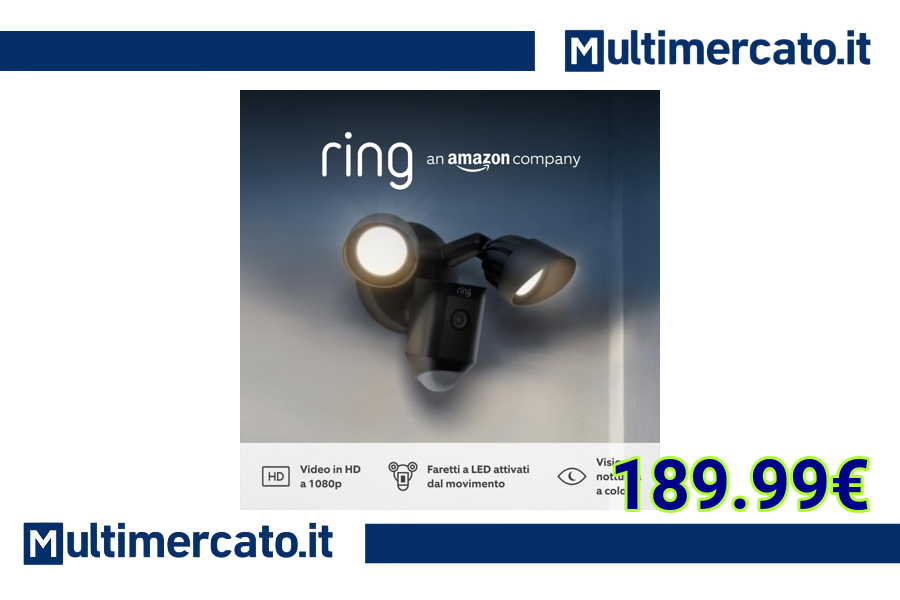 Multimercato.it
ring an amazon company
ring
HD
Video in HD
a 1080p
Faretti a LED attivati
dal movimento
a
189.99€
Multimercato.it